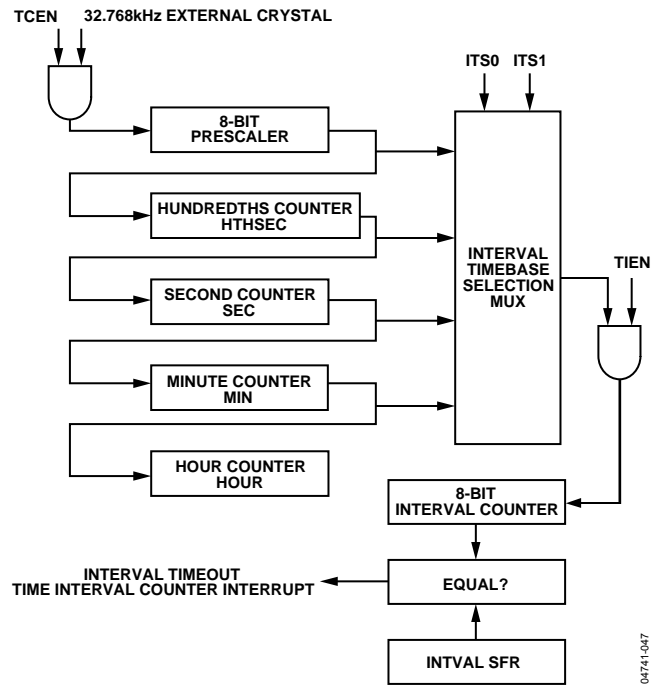 TCEN 32.768kHz EXTERNAL CRYSTAL
ITS0 ITS1
8-BIT
PRESCALER
HUNDREDTHS COUNTER
HTHSEC
INTERVAL
TIMEBASE
SELECTION
MUX
TIEN
SECOND COUNTER
SEC
MINUTE COUNTER
MIN
HOUR COUNTER
HOUR
8-BIT
INTERVAL COUNTER
INTERVAL TIMEOUT
TIME INTERVAL COUNTER INTERRUPT
EQUAL?
INTVAL SFR
04741-047